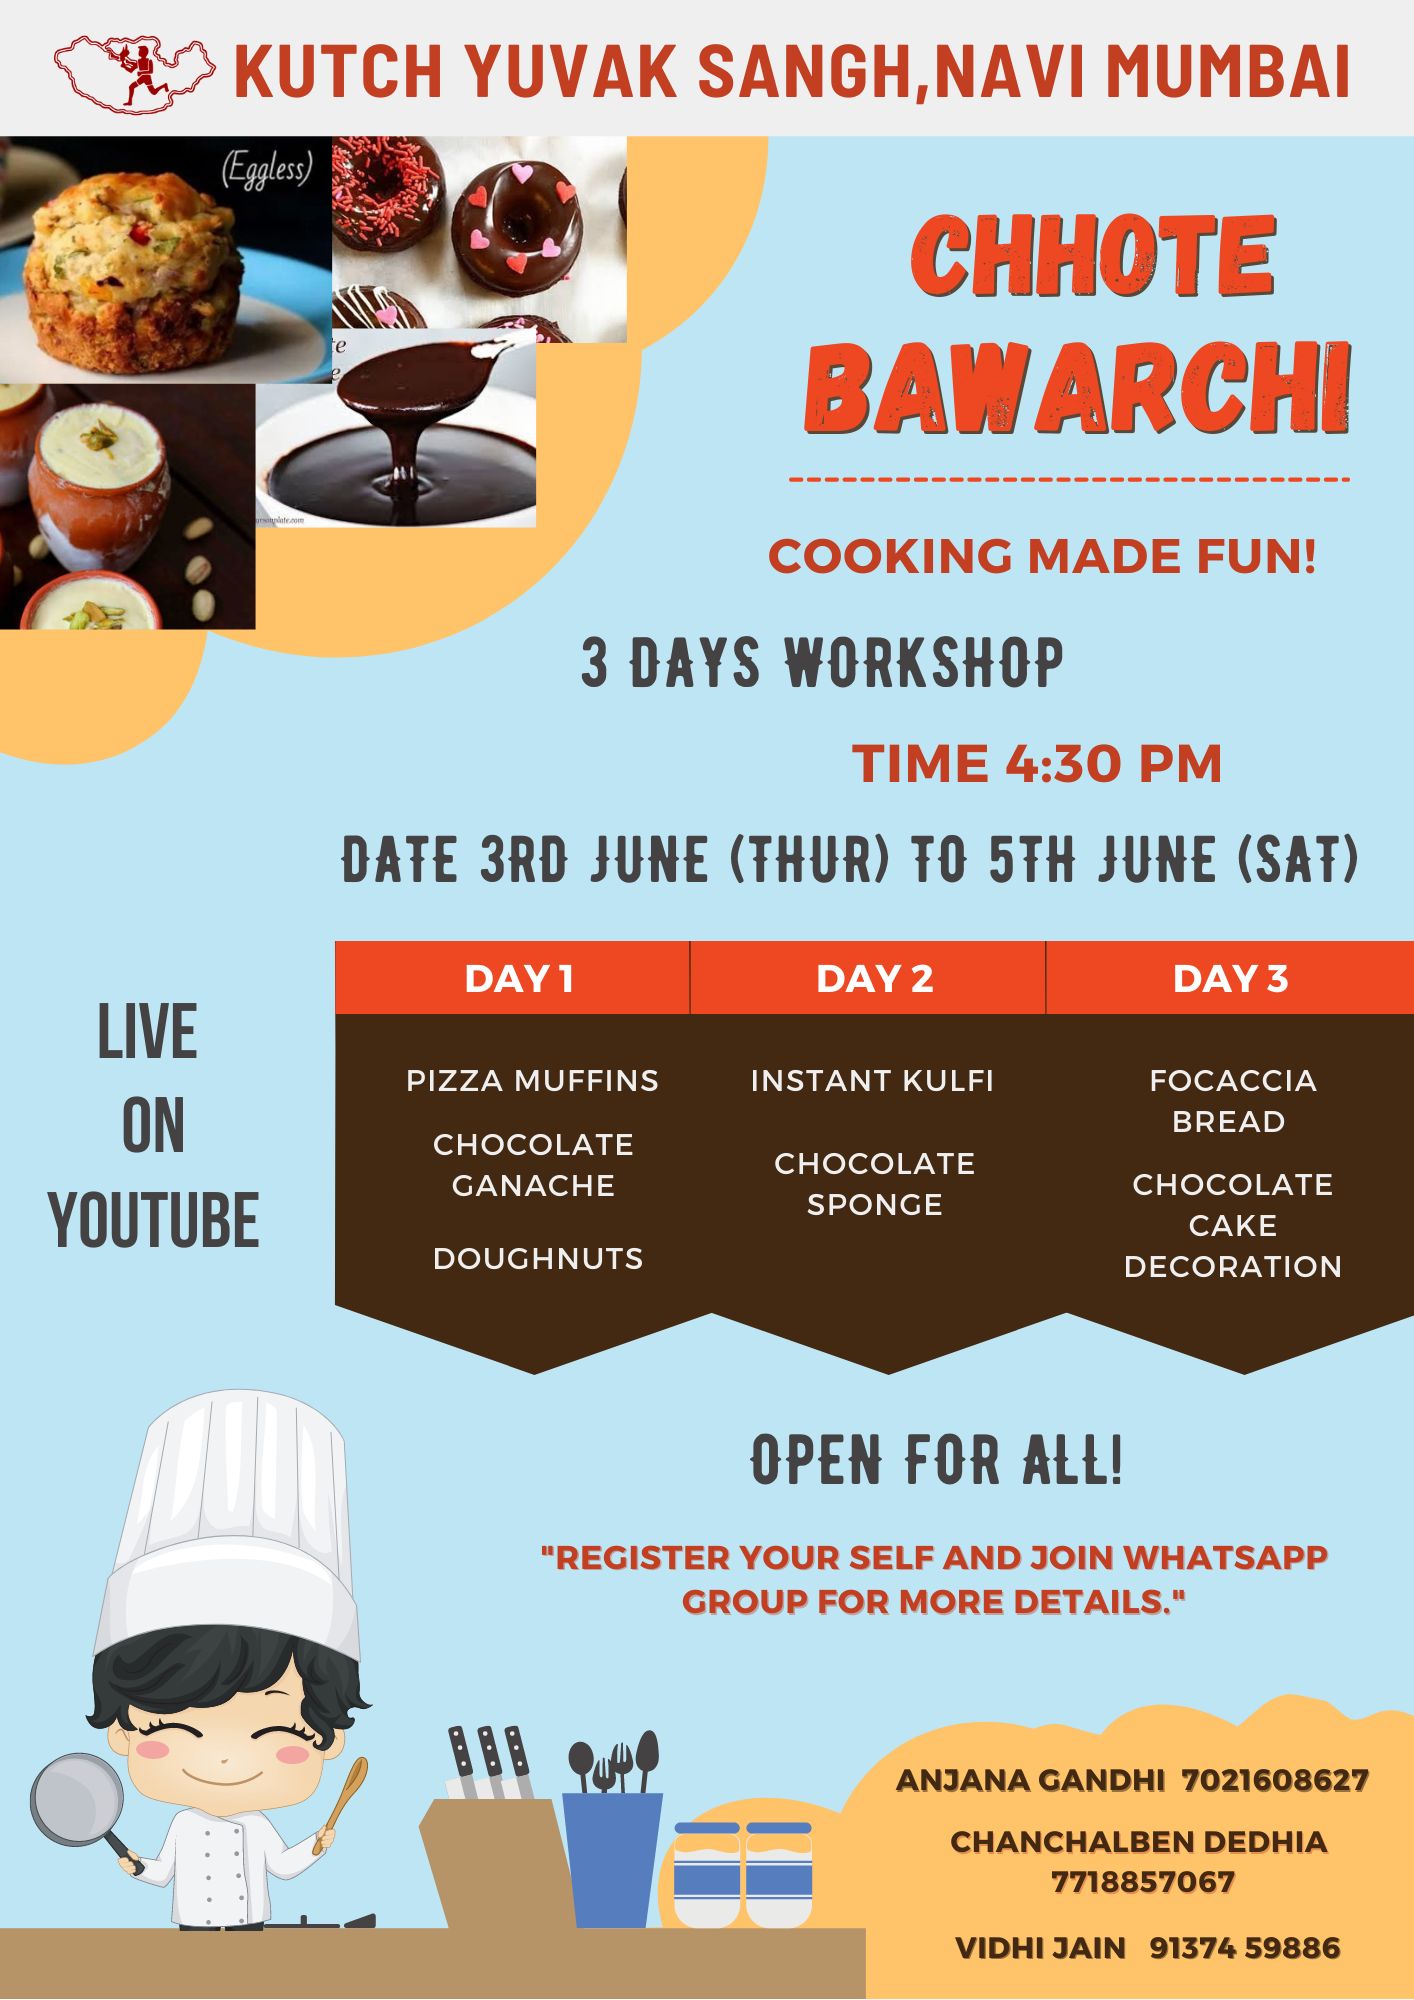 KUTCH YUVAK SANGH,NAVI MUMBAI
(Eggless)
CHHOTE
BAWARCHI
COOKING MADE FUN!
3 DAYS WORKSHOP
TIME 4:30 PM
DATE 3RD JUNE (THUR) TO 5TH JUNE (SAT)
LIVE
ON
YOUTUBE
DAY 1
PIZZA MUFFINS
CHOCOLATE
GANACHE
DOUGHNUTS
DAY 2
INSTANT KULFI
CHOCOLATE
SPONGE
DAY 3
FOCACCIA
BREAD
CHOCOLATE
CAKE
DECORATION
OPEN FOR ALL!
"REGISTER YOUR SELF AND JOIN WHATSAPP
GROUP FOR MORE DETAILS."
ANJANA GANDHI 7021608627
CHANCHALBEN DEDHIA
7718857067
VIDHI JAIN 91374 59886